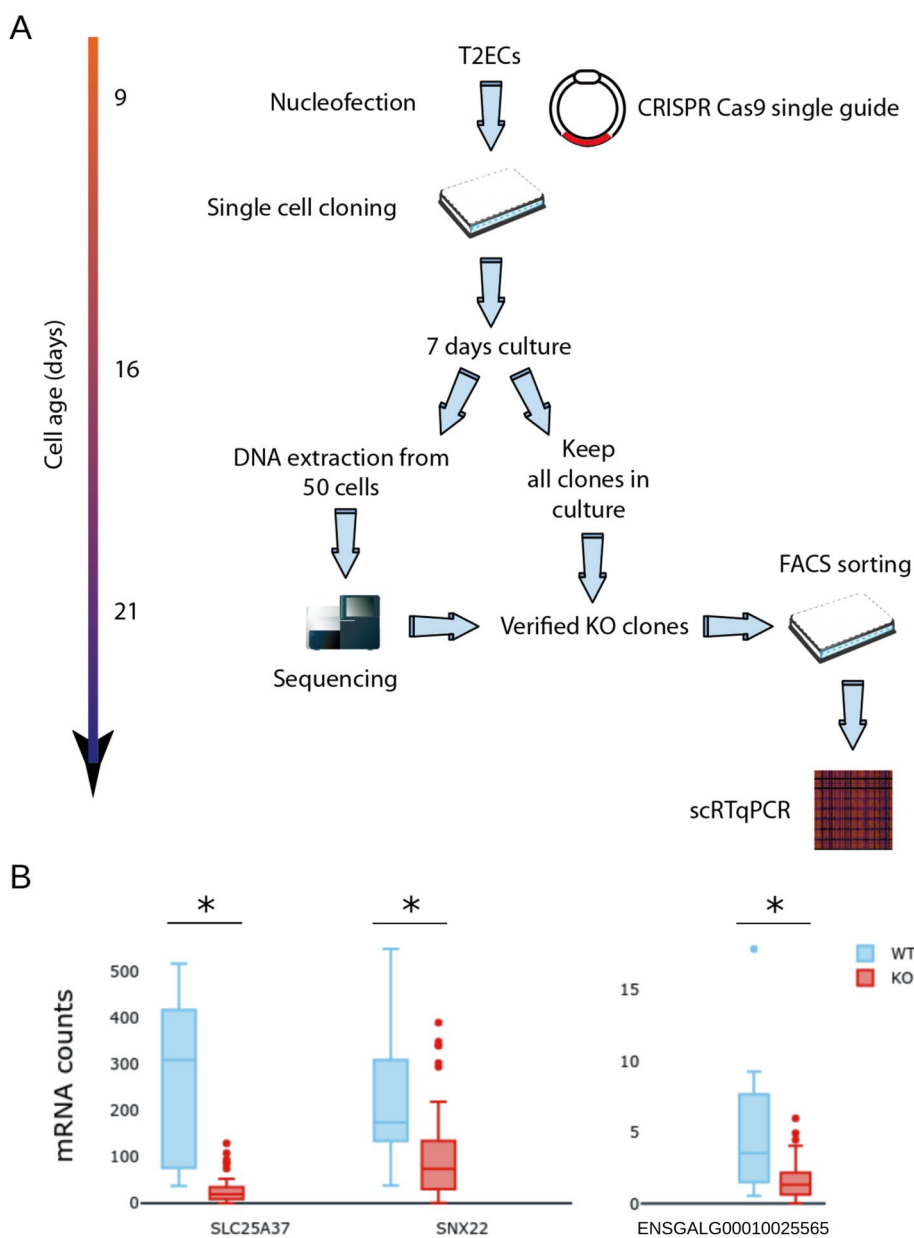 A
T2ECs
9
Nucleofection
CRISPR Cas9 single guide
Single cell cloning
Cell age (days)
7 days culture
16
DNA extraction from
50 cells
Keep
all clones in
culture
FACS sorting
21
Verified KO clones
Sequencing
scRTqPCR
B
* * *
WT
KO
mRNA counts
500
400
300
200
100
0
15
10
5
0
SLC25A37
SNX22
ENSGALG00010025565